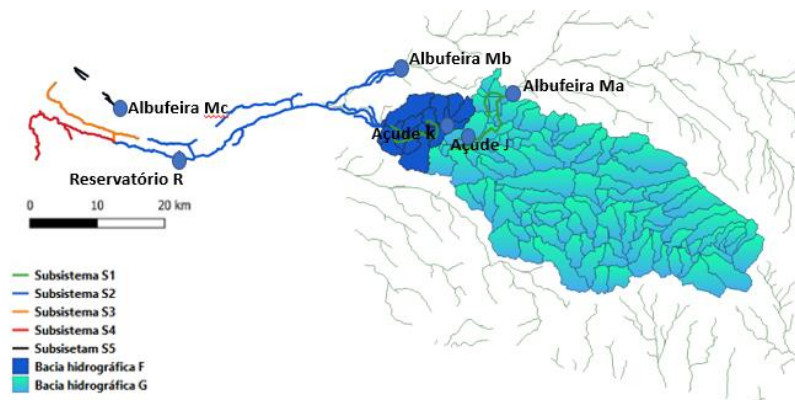 Albufeira Mb
Albufeira Ma
Albufeira Mc
Açude K
Açude J
Reservatório R
0 10 20 km
Subsistema S1
Subsistema S2
Subsistema S3
Subsistema S4
Subsisetam S5
Bacia hidrográfica F
Bacia hidrográfica G